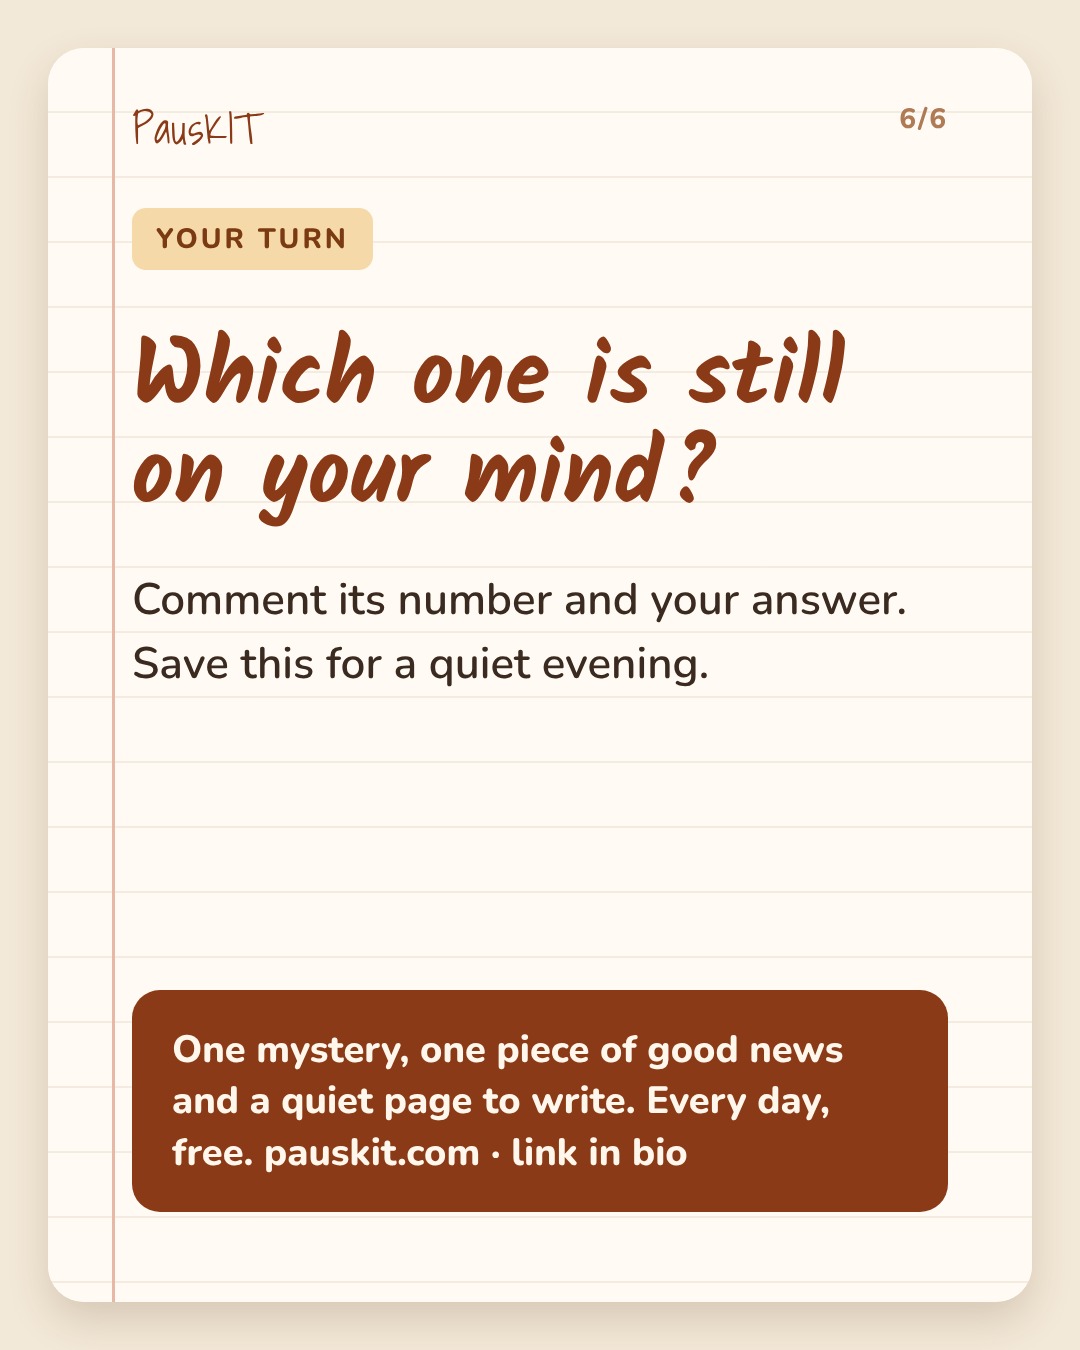 PausKIT
6/6
YOUR TURN
Which one is still
on your mind?
Comment its number and your answer.
Save this for a quiet evening.
One mystery, one piece of good news
and a quiet page to write. Every day,
free. pauskit.com · link in bio